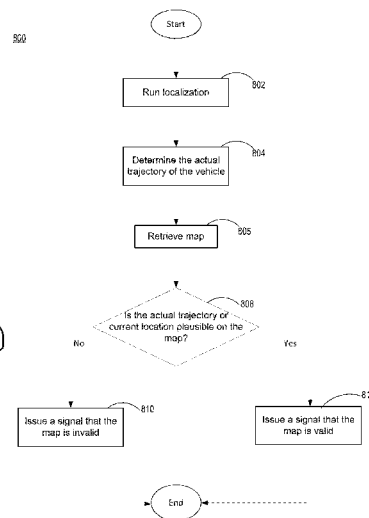 Start
800
Run localization
802
Determine the actual
trajectory of the vehicle
804
Retrieve map
805
Is the actual trajectory or
current location plausible on the
map?
808
No
Yes
Issue a signal that the
map is invalid
810
Issue a signal that the
map is valid
End